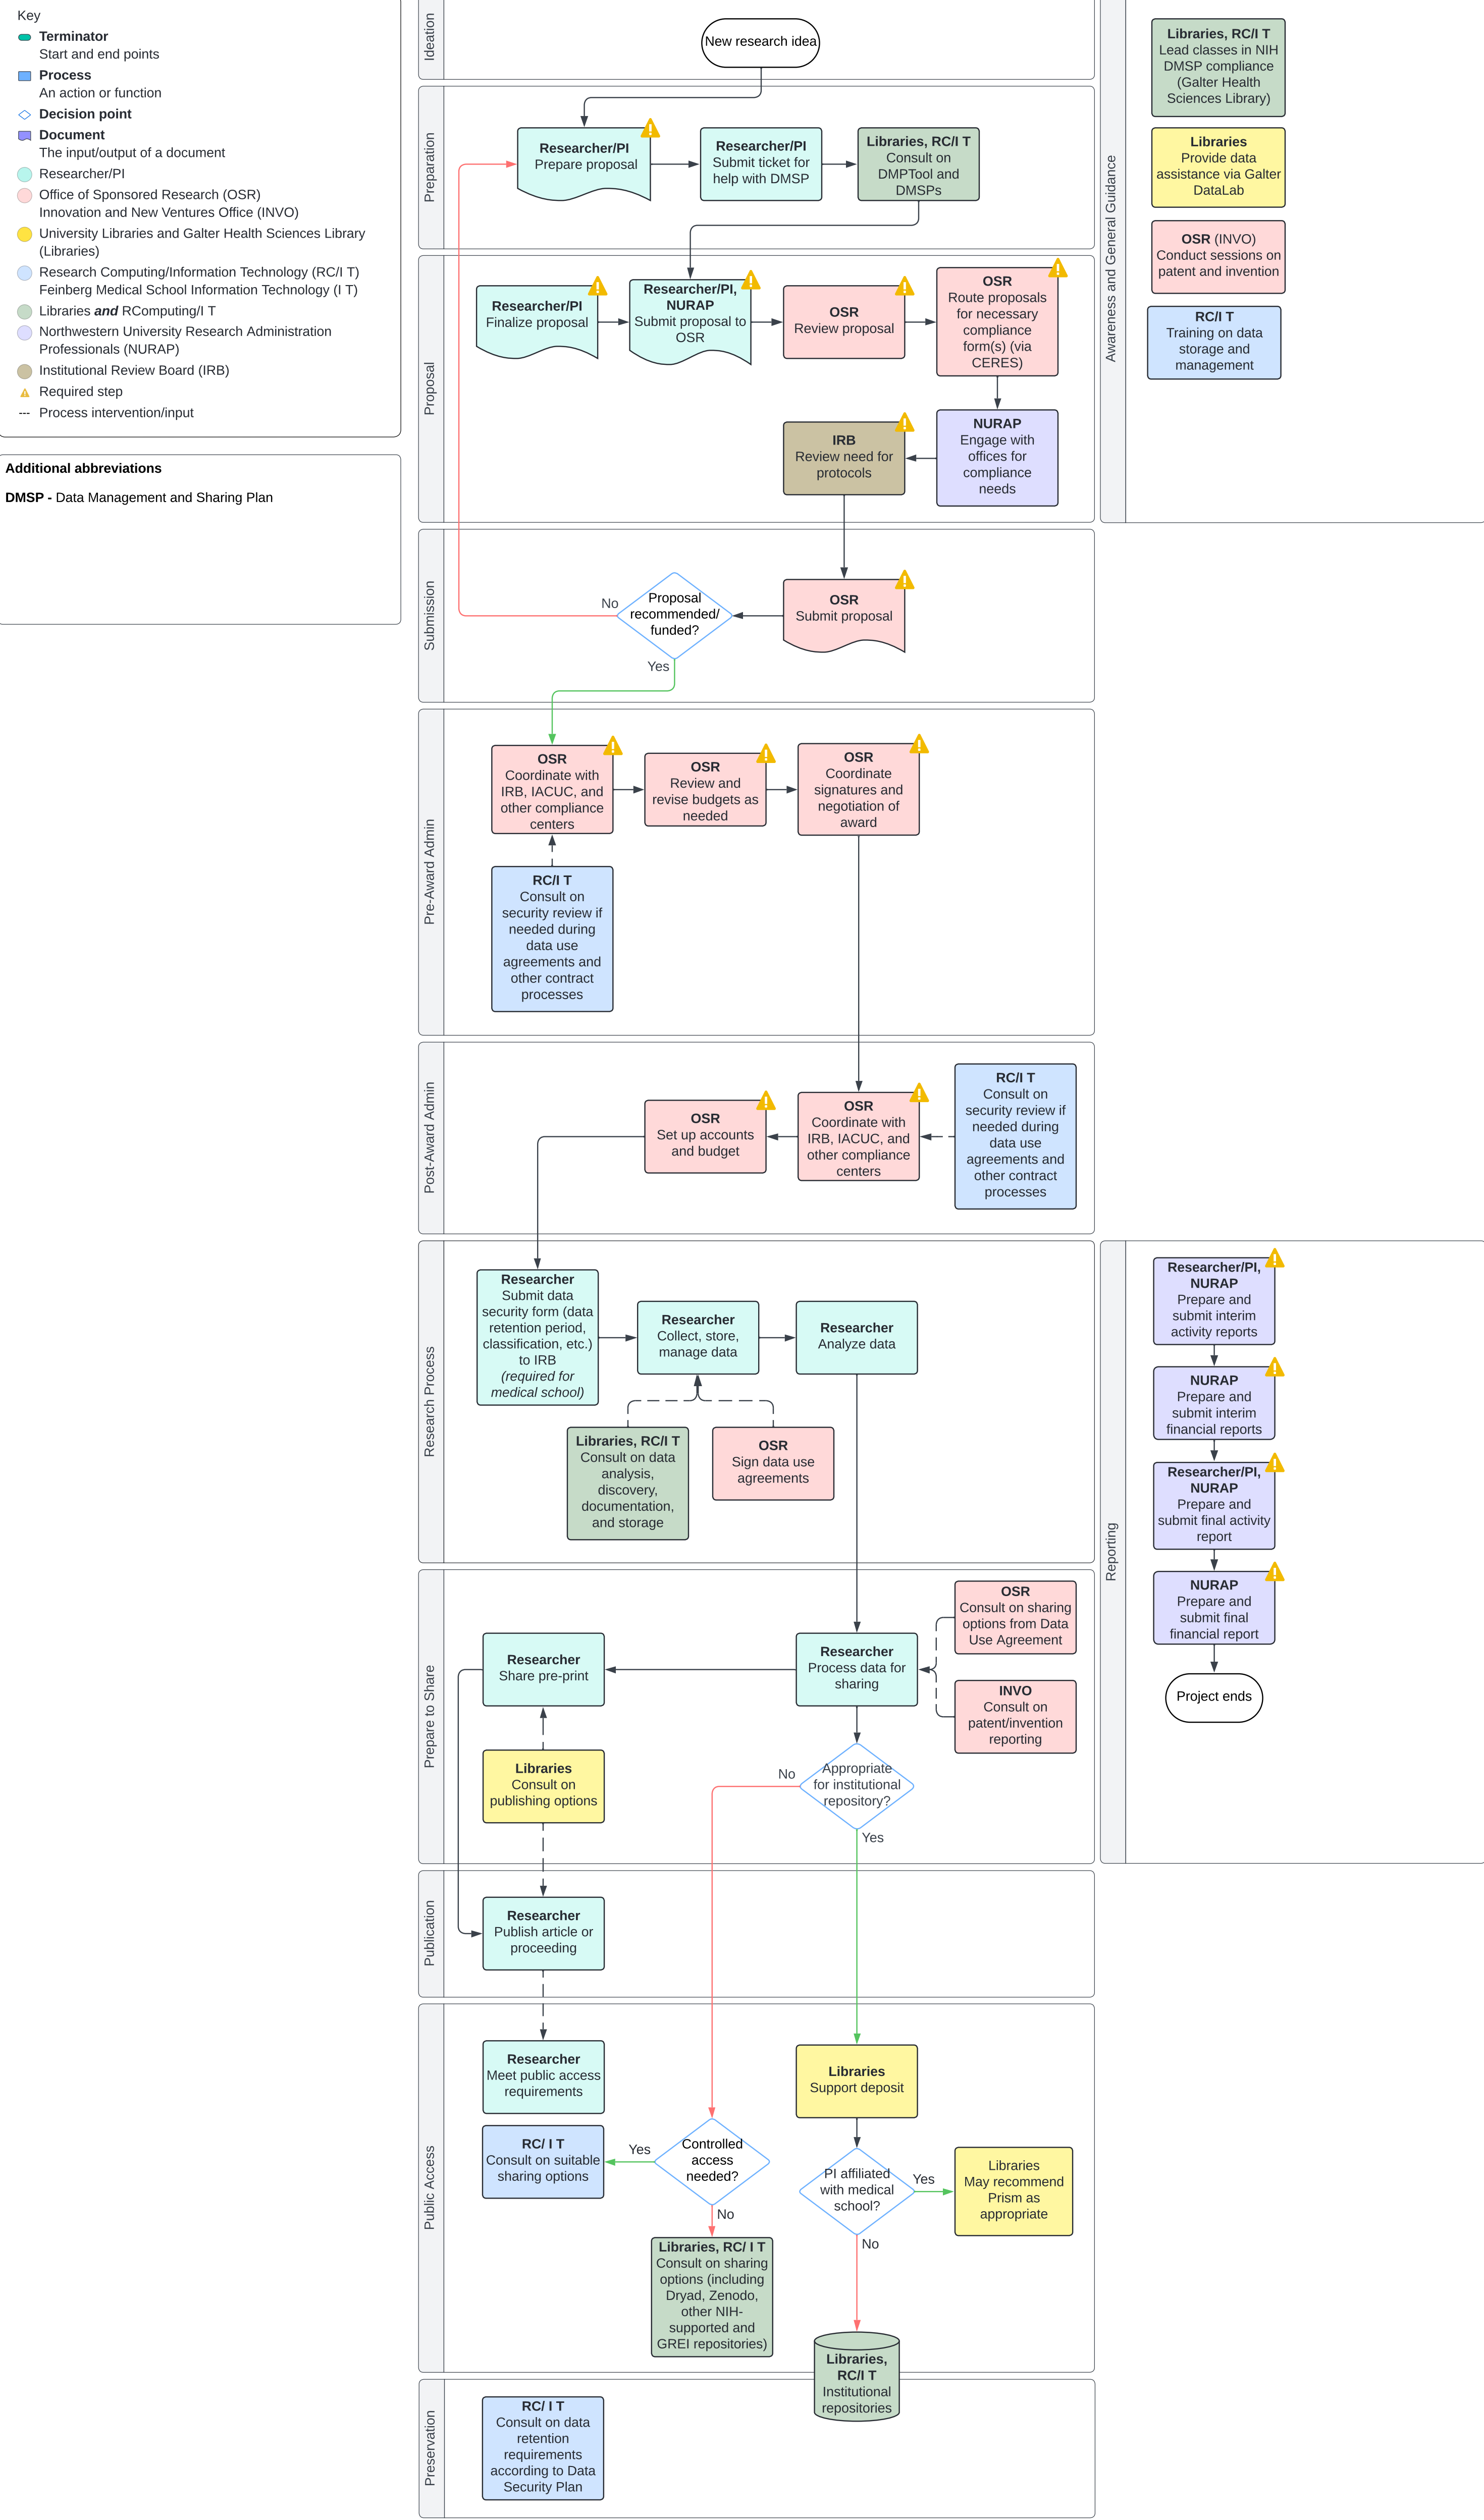 Key
Terminator
Start and end points
Process
An action or function
Decision point
Document
The input/output of a document
Researcher/PI
Office of Sponsored Research (OSR)
Innovation and New Ventures Office (INVO)
University Libraries and Galter Health Sciences Library
(Libraries)
Research Computing/Information Technology (RC/I T)
Feinberg Medical School Information Technology (I T)
Libraries and RComputing/I T
Northwestern University Research Administration
Professionals (NURAP)
Institutional Review Board (IRB)
Required step
--- Process intervention/input
Additional abbreviations
DMSP - Data Management and Sharing Plan
Ideation
New research idea
Preparation
Researcher/PI
Prepare proposal
Researcher/PI
Submit ticket for
help with DMSP
Libraries, RC/I T
Consult on
DMPTool and
DMSPs
Proposal
Researcher/PI
Finalize proposal
Researcher/PI,
NURAP
Submit proposal to
OSR
OSR
Review proposal
OSR
Route proposals
for necessary
compliance
form(s) (via
CERES)
NURAP
Engage with
offices for
compliance
needs
IRB
Review need for
protocols
Submission
OSR
Submit proposal
Proposal
recommended/
funded?
No
Yes
Pre-Award Admin
OSR
Coordinate with
IRB, IACUC, and
other compliance
centers
OSR
Review and
revise budgets as
needed
OSR
Coordinate
signatures and
negotiation of
award
RC/I T
Consult on
security review if
needed during
data use
agreements and
other contract
processes
Post-Award Admin
OSR
Set up accounts
and budget
OSR
Coordinate with
IRB, IACUC, and
other compliance
centers
RC/I T
Consult on
security review if
needed during
data use
agreements and
other contract
processes
Research Process
Researcher
Submit data
security form (data
retention period,
classification, etc.)
to IRB
(required for
medical school)
Researcher
Collect, store,
manage data
Researcher
Analyze data
Libraries, RC/I T
Consult on data
analysis,
discovery,
documentation,
and storage
OSR
Sign data use
agreements
Prepare to Share
Researcher
Share pre-print
Researcher
Process data for
sharing
OSR
Consult on sharing
options from Data
Use Agreement
INVO
Consult on
patent/invention
reporting
Libraries
Consult on
publishing options
Appropriate
for institutional
repository?
No
Yes
Publication
Researcher
Publish article or
proceeding
Public Access
Researcher
Meet public access
requirements
RC/ I T
Consult on suitable
sharing options
Yes
Controlled
access
needed?
No
Libraries, RC/ I T
Consult on sharing
options (including
Dryad, Zenodo,
other NIH-
supported and
GREI repositories)
Libraries
Support deposit
PI affiliated
with medical
school?
Yes
No
Libraries
May recommend
Prism as
appropriate
Libraries,
RC/I T
Institutional
repositories
Preservation
RC/ I T
Consult on data
retention
requirements
according to Data
Security Plan
Awareness and General Guidance
Libraries, RC/I T
Lead classes in NIH
DMSP compliance
(Galter Health
Sciences Library)
Libraries
Provide data
assistance via Galter
DataLab
OSR (INVO)
Conduct sessions on
patent and invention
RC/I T
Training on data
storage and
management
Reporting
Researcher/PI,
NURAP
Prepare and
submit interim
activity reports
NURAP
Prepare and
submit interim
financial reports
Researcher/PI,
NURAP
Prepare and
submit final activity
report
NURAP
Prepare and
submit final
financial report
Project ends